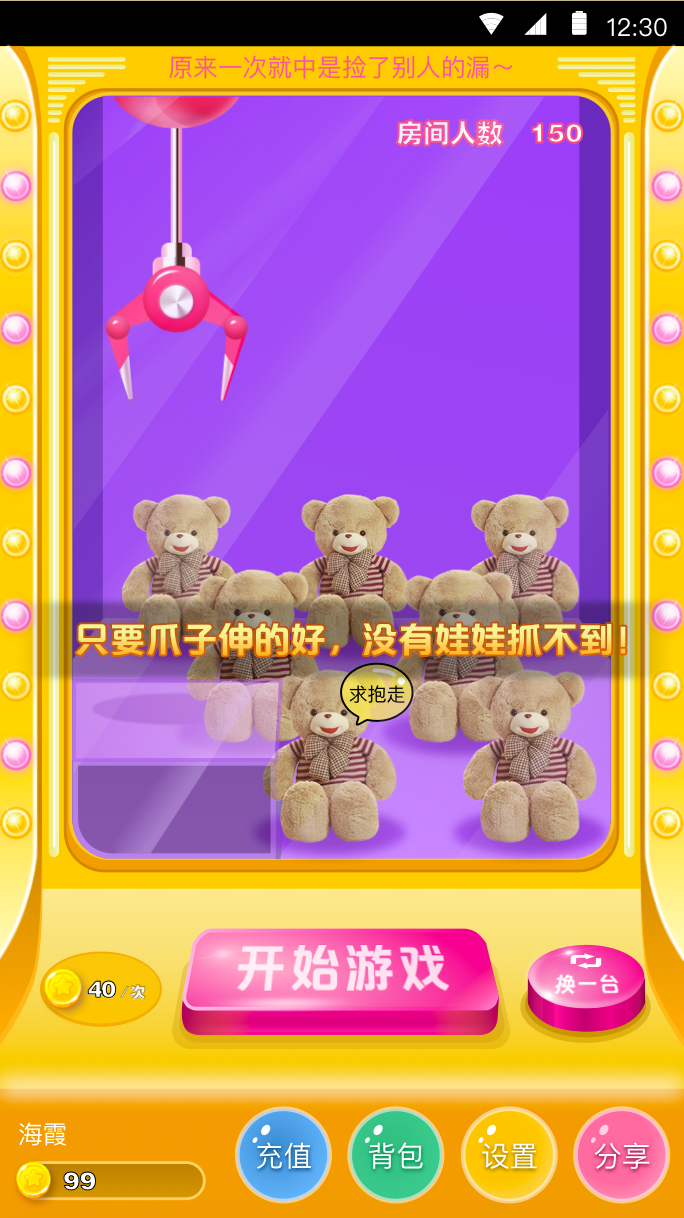 12:30
原来一次就中是捡了别人的漏～
房间人数 150
只要爪子伸的好，没有娃娃抓不到！
求抱走
开始游戏
40/次
换一台
海霞
99
充值 背包 设置 分享